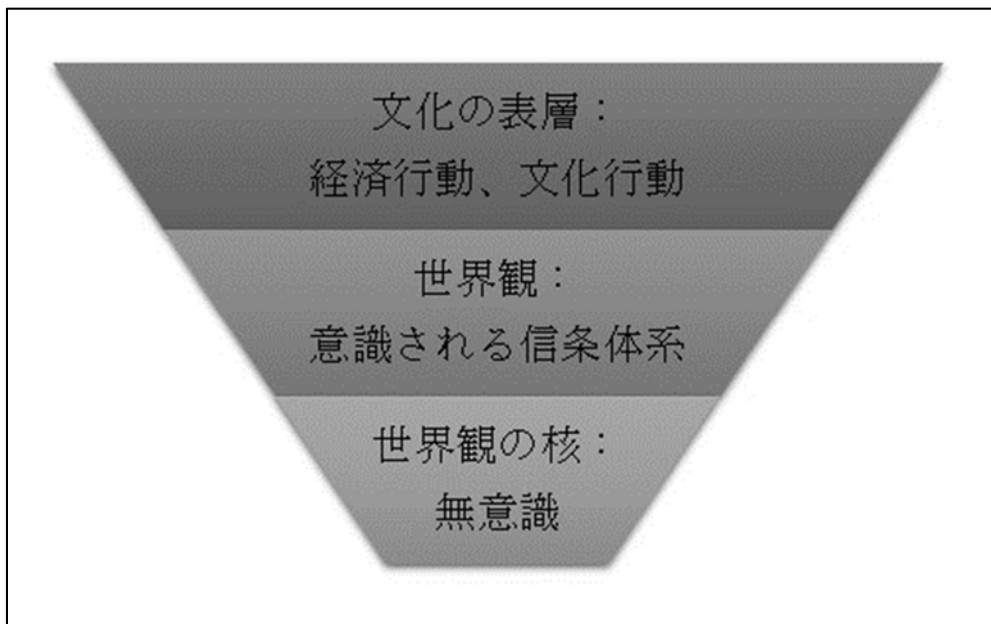 文化の表層：
経済行動、文化行動
世界観：
意識される信条体系
世界観の核：
無意識